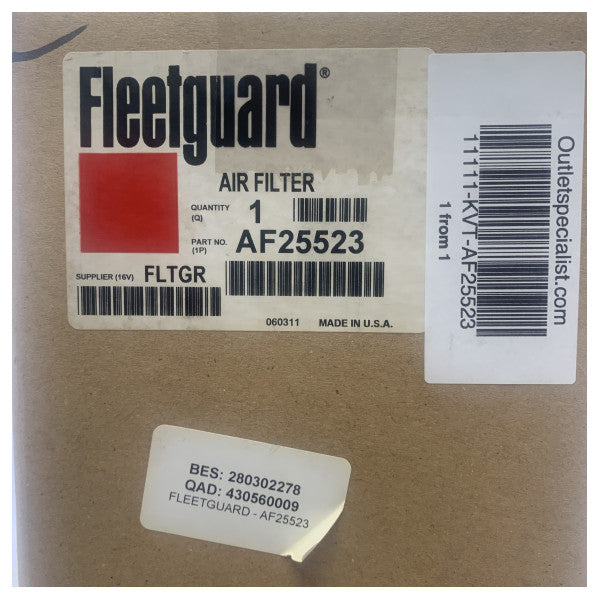 Fleetguard®
AIR FILTER
QUANTITY
(Q)
1
PART NO.
(1P)
AF25523
SUPPLIER (16V)
FLTGR
060311
MADE IN U.S.A.
Outletspecialist.com
11111-KVT-AF25523
1 from 1
BES: 280302278
QAD: 430560009
FLEETGUARD - AF25523